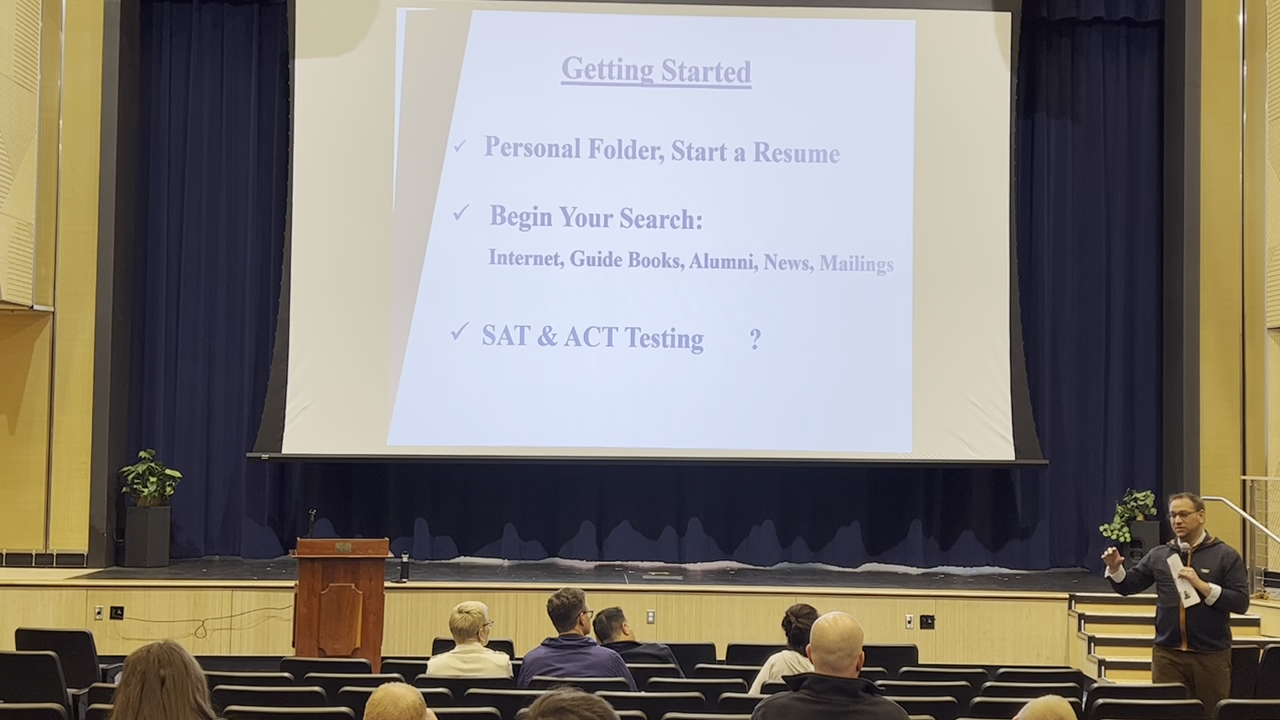 Getting Started
✓ Personal Folder, Start a Resume
✓ Begin Your Search:
Internet, Guide Books, Alumni, News, Mailings
✓ SAT & ACT Testing ?